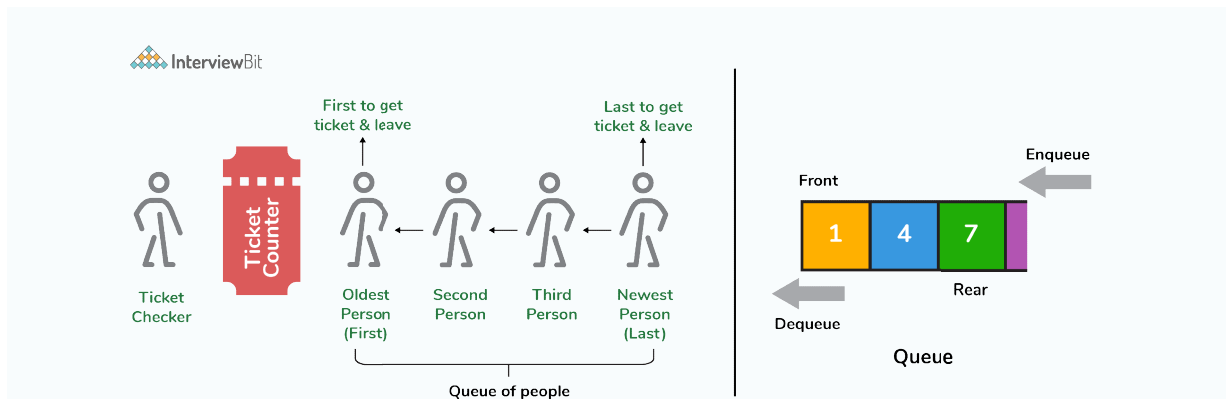 InterviewBit
First to get
ticket & leave
Last to get
ticket & leave
Ticket
Counter
Ticket
Checker
Oldest
Person
(First)
Second
Person
Third
Person
Newest
Person
(Last)
Queue of people
Enqueue
Front
1 4 7
Rear
Dequeue
Queue